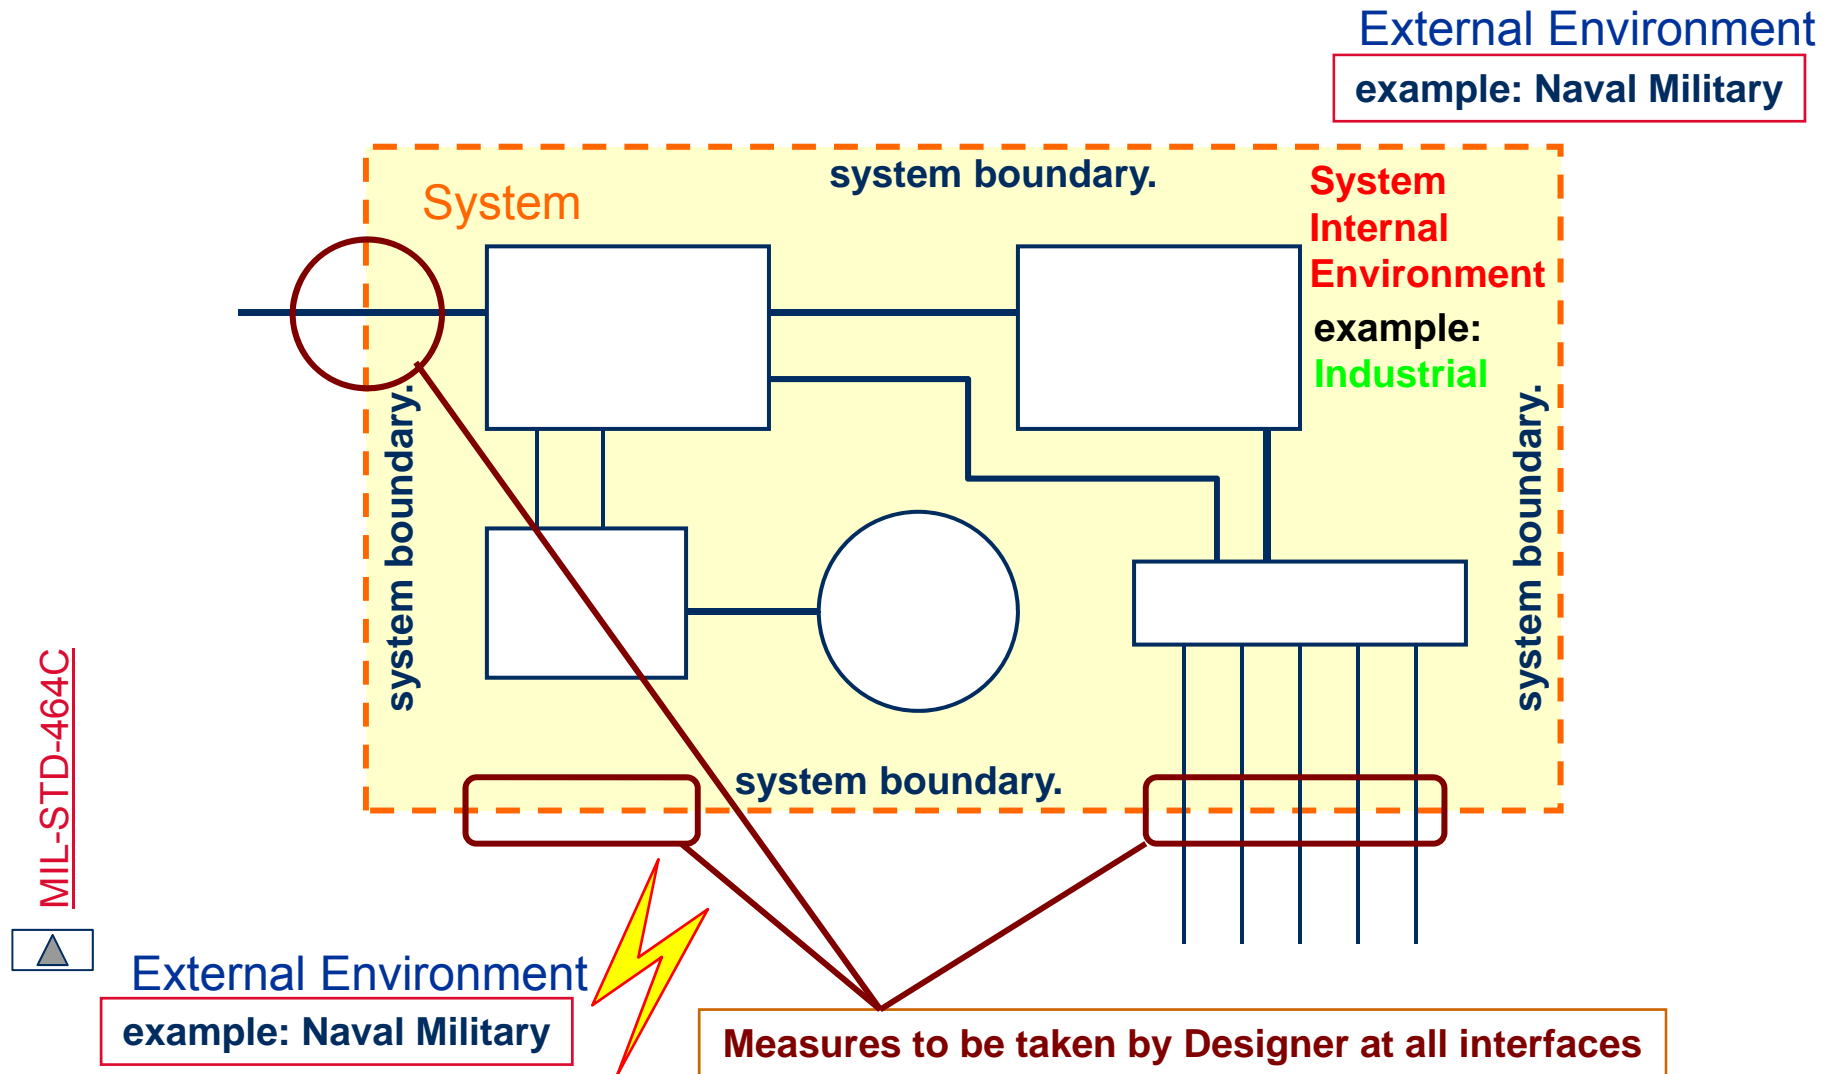 External Environment
example: Naval Military
system boundary.
System
System
Internal
Environment
example:
Industrial
system boundary.
system boundary.
system boundary.
MIL-STD-464C
External Environment
example: Naval Military
Measures to be taken by Designer at all interfaces